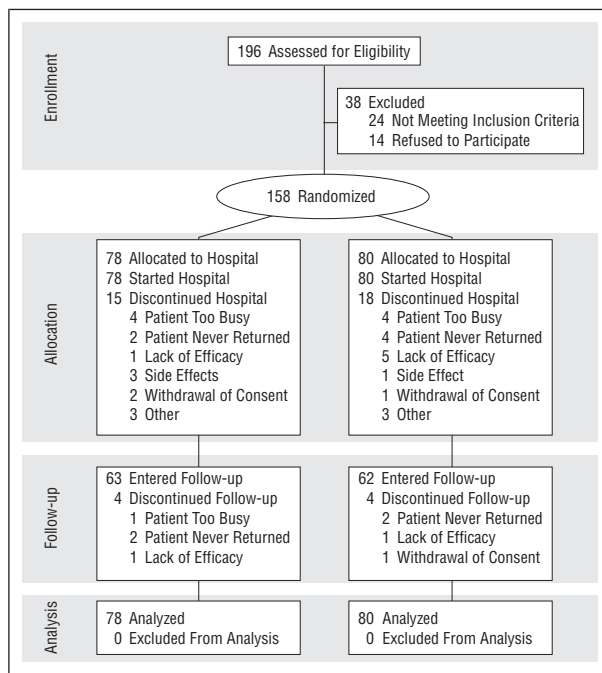 Enrollment
196 Assessed for Eligibility
38 Excluded
24 Not Meeting Inclusion Criteria
14 Refused to Participate
158 Randomized
Allocation
78 Allocated to Hospital
78 Started Hospital
15 Discontinued Hospital
4 Patient Too Busy
2 Patient Never Returned
1 Lack of Efficacy
3 Side Effects
2 Withdrawal of Consent
3 Other
80 Allocated to Hospital
80 Started Hospital
18 Discontinued Hospital
4 Patient Too Busy
4 Patient Never Returned
5 Lack of Efficacy
1 Side Effect
1 Withdrawal of Consent
3 Other
Follow-up
63 Entered Follow-up
4 Discontinued Follow-up
1 Patient Too Busy
2 Patient Never Returned
1 Lack of Efficacy
62 Entered Follow-up
4 Discontinued Follow-up
2 Patient Never Returned
1 Lack of Efficacy
1 Withdrawal of Consent
Analysis
78 Analyzed
0 Excluded From Analysis
80 Analyzed
0 Excluded From Analysis